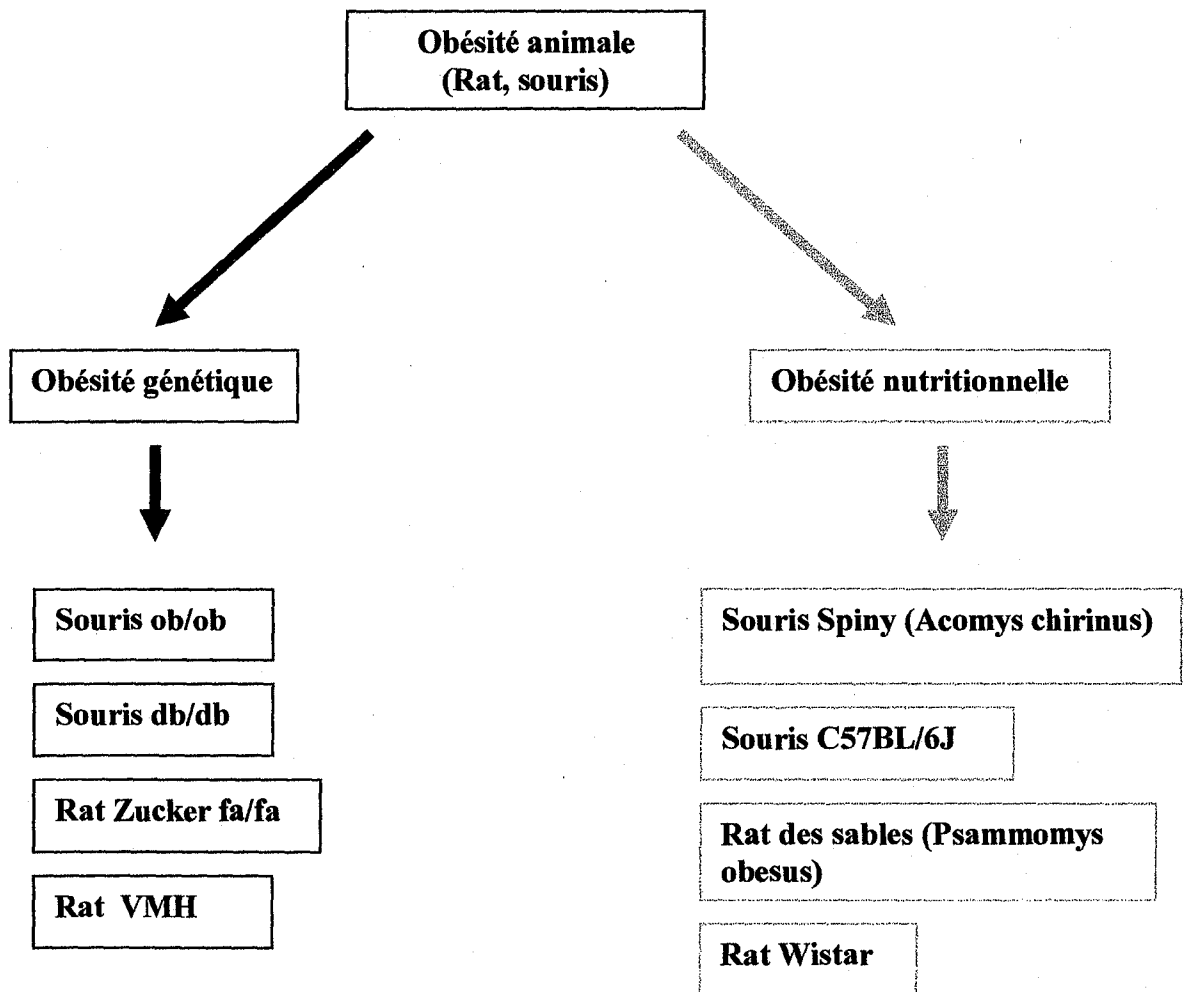 Obésité animale
(Rat, souris)
Obésité génétique
Obésité nutritionnelle
Souris ob/ob
Souris db/db
Rat Zucker fa/fa
Rat VMH
Souris Spiny (Acomys chirinus)
Souris C57BL/6J
Rat des sables (Psammomys
obesus)
Rat Wistar